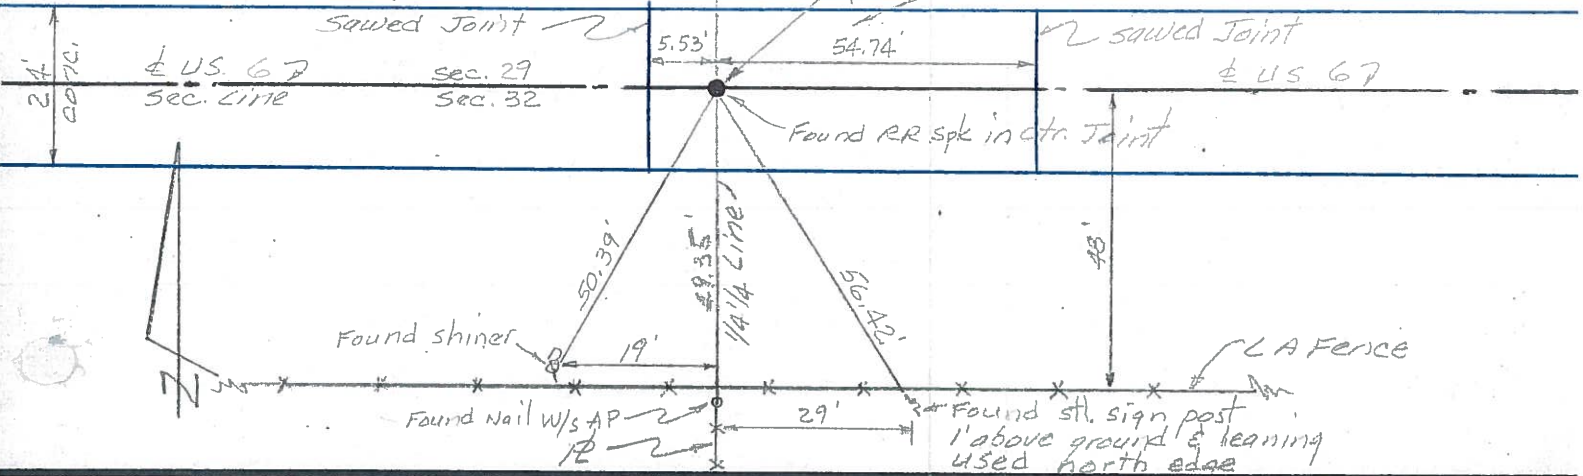 Sawed Joint
5.53'
54.74'
Sawed Joint
24'
conc.
℄ U.S. 67
Sec. 29
℄ US 67
Sec. Line
Sec. 32
Found RR Spk in Ctr. Joint
48'
50.39'
49.35'
1/4 1/4 Line
56.42'
Found Shiner
19'
L A Fence
N
Found Nail W/s AP
29'
Found stl. sign post
1' above ground & leaning
used north edge